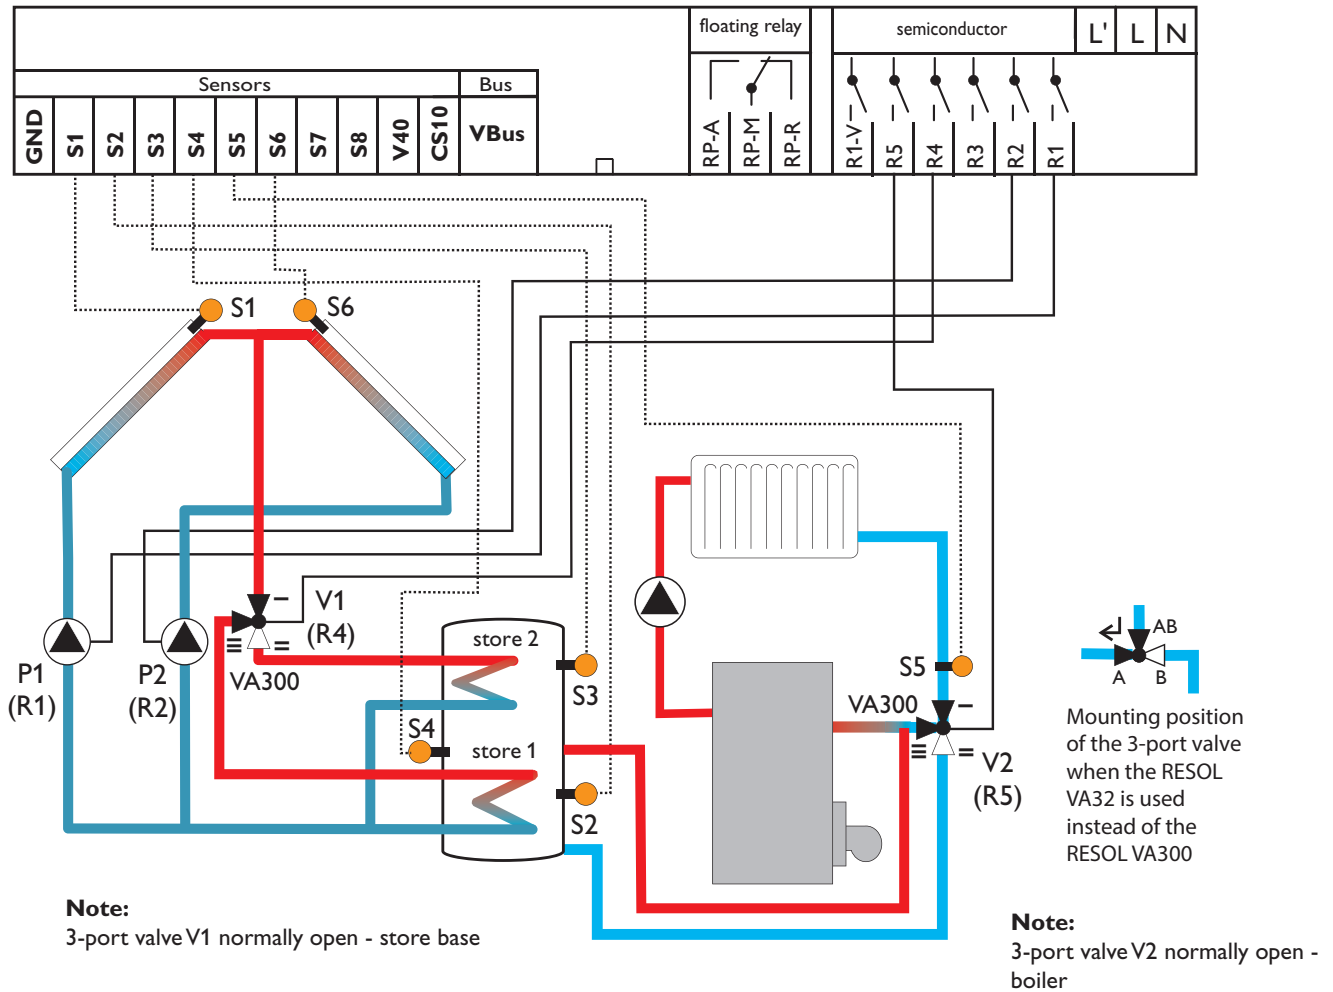 floating relay
semiconductor
L'
L
N
Sensors
Bus
GND
S1
S2
S3
S4
S5
S6
S7
S8
V40
CS10
VBus
RP-A
RP-M
RP-R
R1-V
R5
R4
R3
R2
R1
S1
S6
V1
(R4)
VA300
P1
(R1)
P2
(R2)
store 2
S3
S4
store 1
S2
S5
VA300
V2
(R5)
AB
A
B
Mounting position
of the 3-port valve
when the RESOL
VA32 is used
instead of the
RESOL VA300
Note:
3-port valve V1 normally open - store base
Note:
3-port valve V2 normally open -
boiler